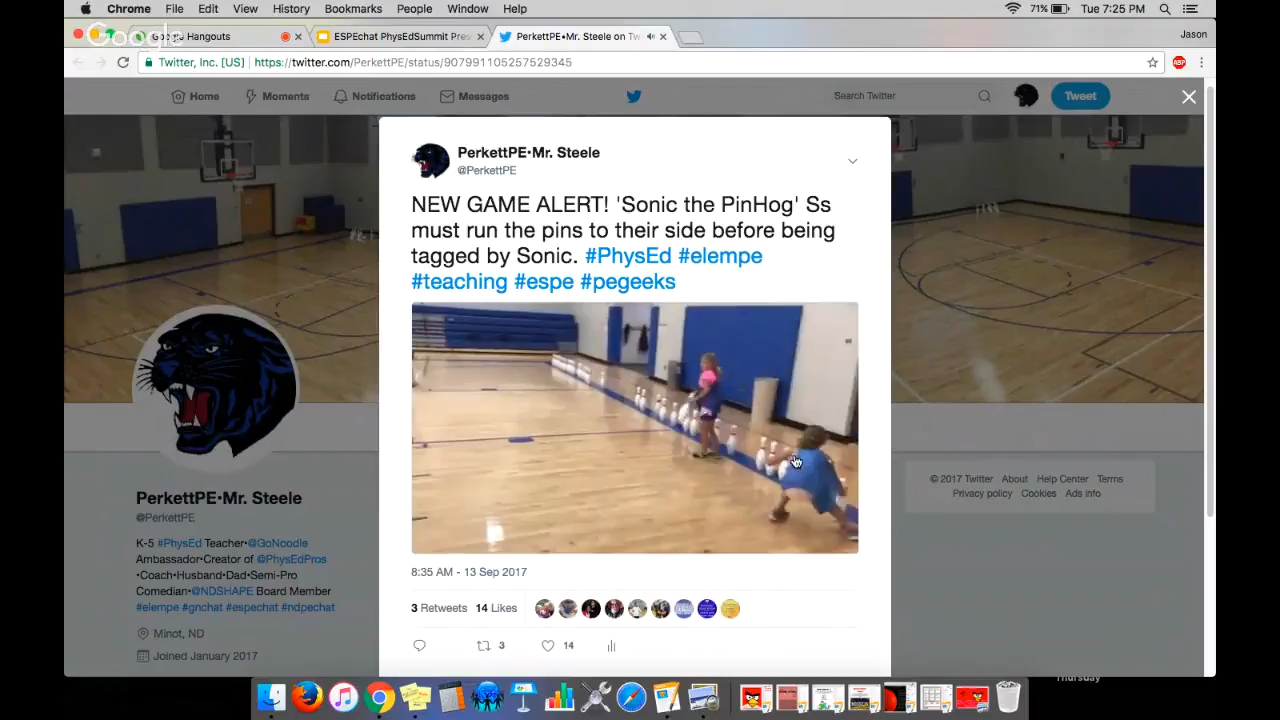 Chrome File Edit View History Bookmarks People Window Help 71% Tue 7:25 PM
Google
Google Hangouts ESPEchat PhysEdSummit Pres PerkettPE•Mr. Steele on Tw Jason
Twitter, Inc. [US] https://twitter.com/PerkettPE/status/907991105257529345 ABP
Home Moments Notifications Messages Search Twitter Tweet
PerkettPE•Mr. Steele
@PerkettPE
NEW GAME ALERT! 'Sonic the PinHog' Ss
must run the pins to their side before being
tagged by Sonic. #PhysEd #elempe
#teaching #espe #pegeeks
8:35 AM - 13 Sep 2017
3 Retweets 14 Likes
3 14
PerkettPE•Mr. Steele
@PerkettPE
K-5 #PhysEd Teacher•@GoNoodle
Ambassador•Creator of @PhysEdPros
•Coach•Husband•Dad•Semi-Pro
Comedian•@NDSHAPE Board Member
#elempe #gnchat #espechat #ndpechat
Minot, ND
Joined January 2017
© 2017 Twitter About Help Center Terms
Privacy policy Cookies Ads info
Thursday